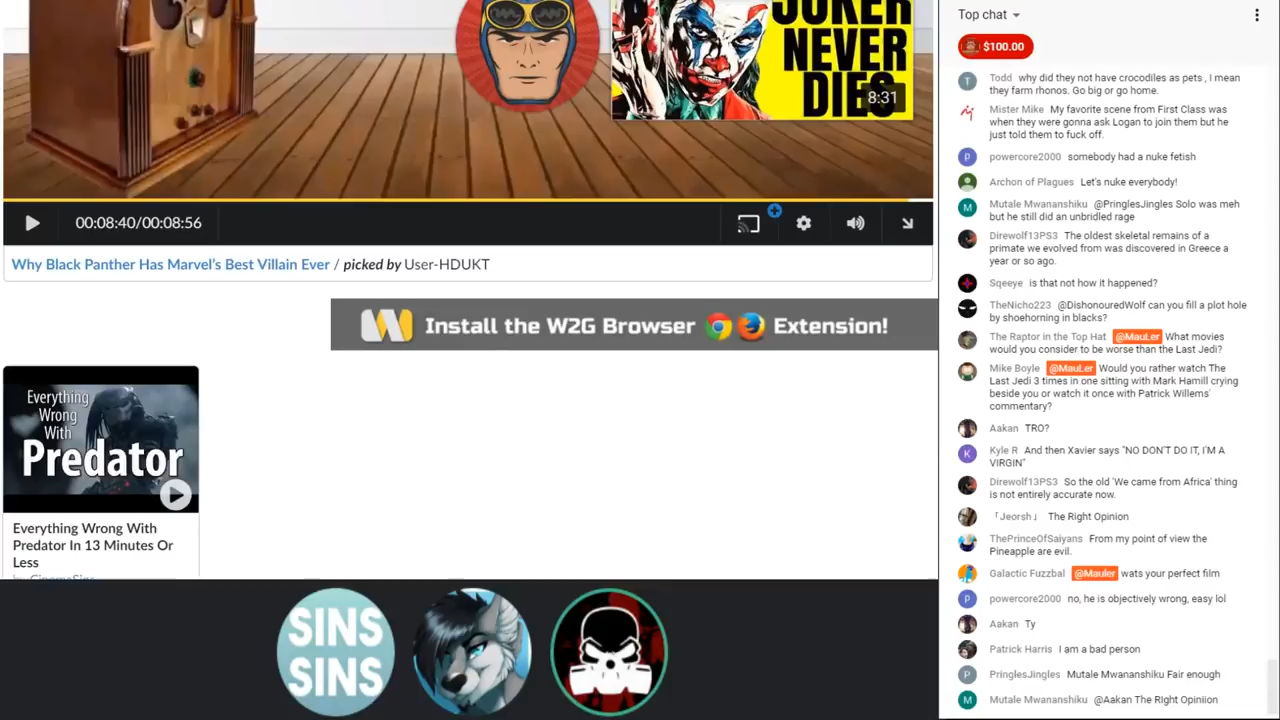 JOKER
NEVER
DIES
8:31
00:08:40/00:08:56
Why Black Panther Has Marvel's Best Villain Ever / picked by User-HDUKT
Install the W2G Browser Extension!
Everything
Wrong
With
Predator
Everything Wrong With
Predator In 13 Minutes Or
Less
by CinemaSins
SINS
SINS
Top chat
$100.00
Todd why did they not have crocodiles as pets , I mean
they farm rhonos. Go big or go home.
Mister Mike My favorite scene from First Class was
when they were gonna ask Logan to join them but he
just told them to fuck off.
P
powercore2000 somebody had a nuke fetish
Archon of Plagues Let's nuke everybody!
M
Mutale Mwananshiku @PringlesJingles Solo was meh
but he still did an unbridled rage
Direwolf13PS3 The oldest skeletal remains of a
primate we evolved from was discovered in Greece a
year or so ago.
Sqeeye is that not how it happened?
TheNicho223 @DishonouredWolf can you fill a plot hole
by shoehorning in blacks?
The Raptor in the Top Hat @MauLer What movies
would you consider to be worse than the Last Jedi?
Mike Boyle @MauLer Would you rather watch The
Last Jedi 3 times in one sitting with Mark Hamill crying
beside you or watch it once with Patrick Willems'
commentary?
Aakan TRO?
K
Kyle R And then Xavier says "NO DON'T DO IT, I'M A
VIRGIN"
Direwolf13PS3 So the old 'We came from Africa' thing
is not entirely accurate now.
「Jeorsh」 The Right Opinion
ThePrinceOfSaiyans From my point of view the
Pineapple are evil.
Galactic Fuzzbal @Mauler wats your perfect film
P
powercore2000 no, he is objectively wrong, easy lol
Aakan Ty
Patrick Harris I am a bad person
P
PringlesJingles Mutale Mwananshiku Fair enough
M
Mutale Mwananshiku @Aakan The RIght Opiniion